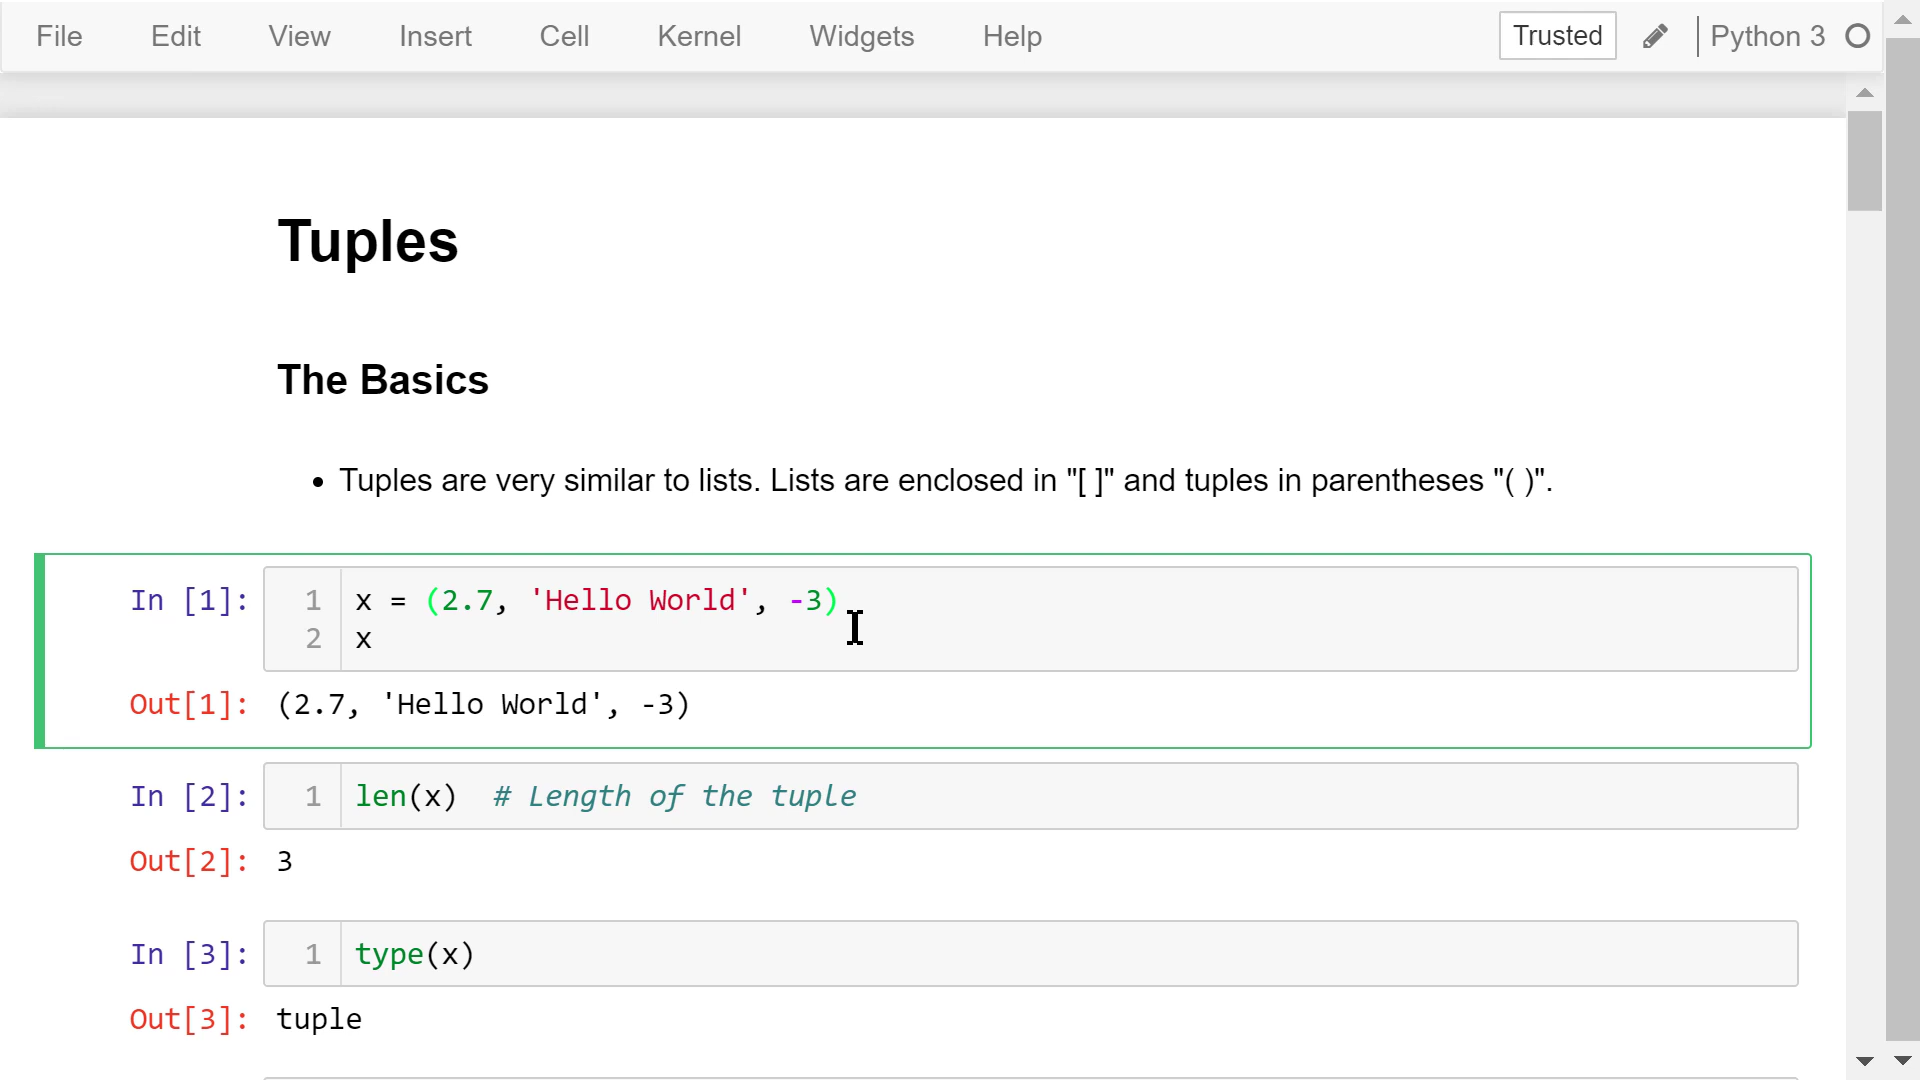 File Edit View Insert Cell Kernel Widgets Help Trusted Python 3
Tuples
The Basics
• Tuples are very similar to lists. Lists are enclosed in "[ ]" and tuples in parentheses "( )".
In [1]: 1 x = (2.7, 'Hello World', -3)
2 x
Out[1]: (2.7, 'Hello World', -3)
In [2]: 1 len(x)  # Length of the tuple
Out[2]: 3
In [3]: 1 type(x)
Out[3]: tuple